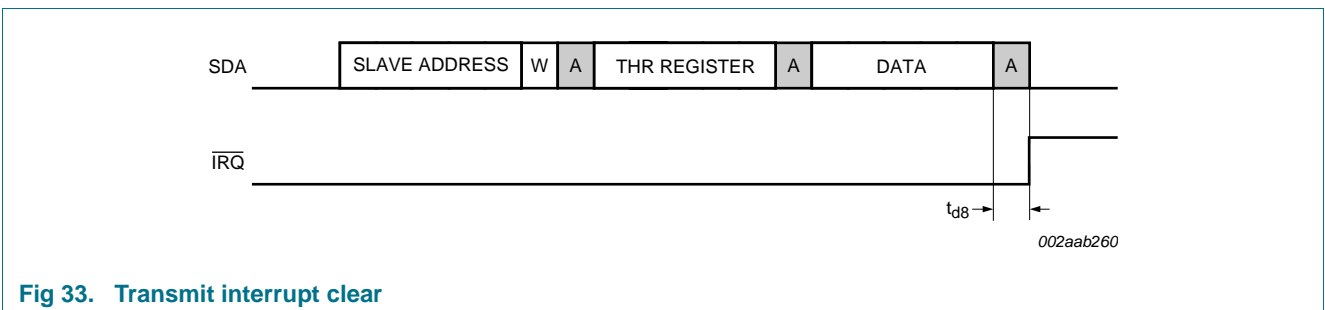 SDA SLAVE ADDRESS W A THR REGISTER A DATA A
IRQ
td8
002aab260
Fig 33. Transmit interrupt clear